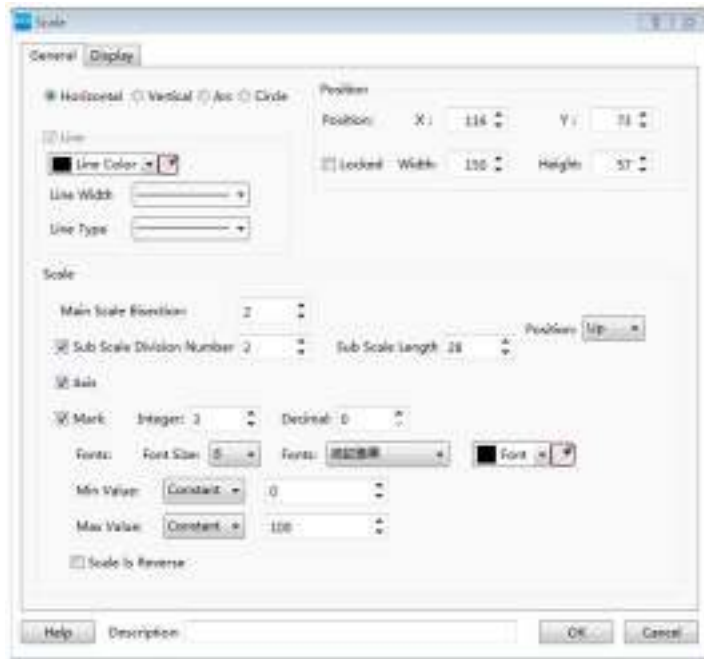 Scale
General Display
Horizontal Vertical Arc Circle
Position
Position: X: 116 Y: 73
Line
Line Color
Locked Width: 150 Height: 57
Line Width
Line Type
Scale
Main Scale Bisection: 2
Position: Up
Sub Scale Division Number 2 Sub Scale Length 28
Axis
Mark Integer: 3 Decimal: 0
Fonts: Font Size: 8 Fonts: Font
Min Value: Constant 0
Max Value: Constant 100
Scale Is Reverse
Help Description OK Cancel